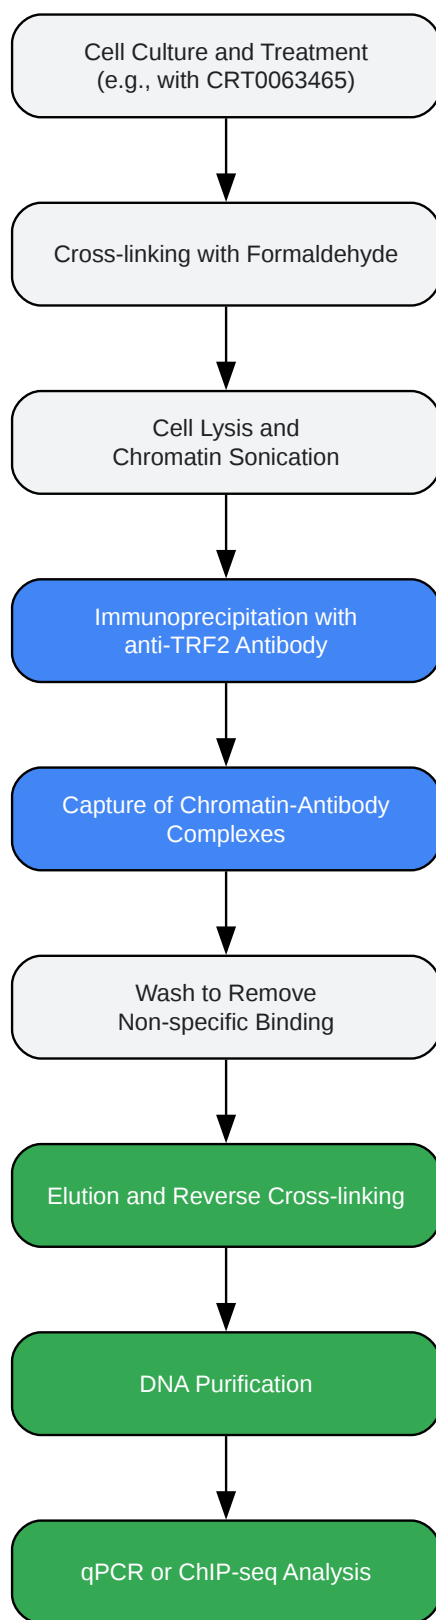 Cell Culture and Treatment
(e.g., with CRT0063465)
Cross-linking with Formaldehyde
Cell Lysis and
Chromatin Sonication
Immunoprecipitation with
anti-TRF2 Antibody
Capture of Chromatin-Antibody
Complexes
Wash to Remove
Non-specific Binding
Elution and Reverse Cross-linking
DNA Purification
qPCR or ChIP-seq Analysis